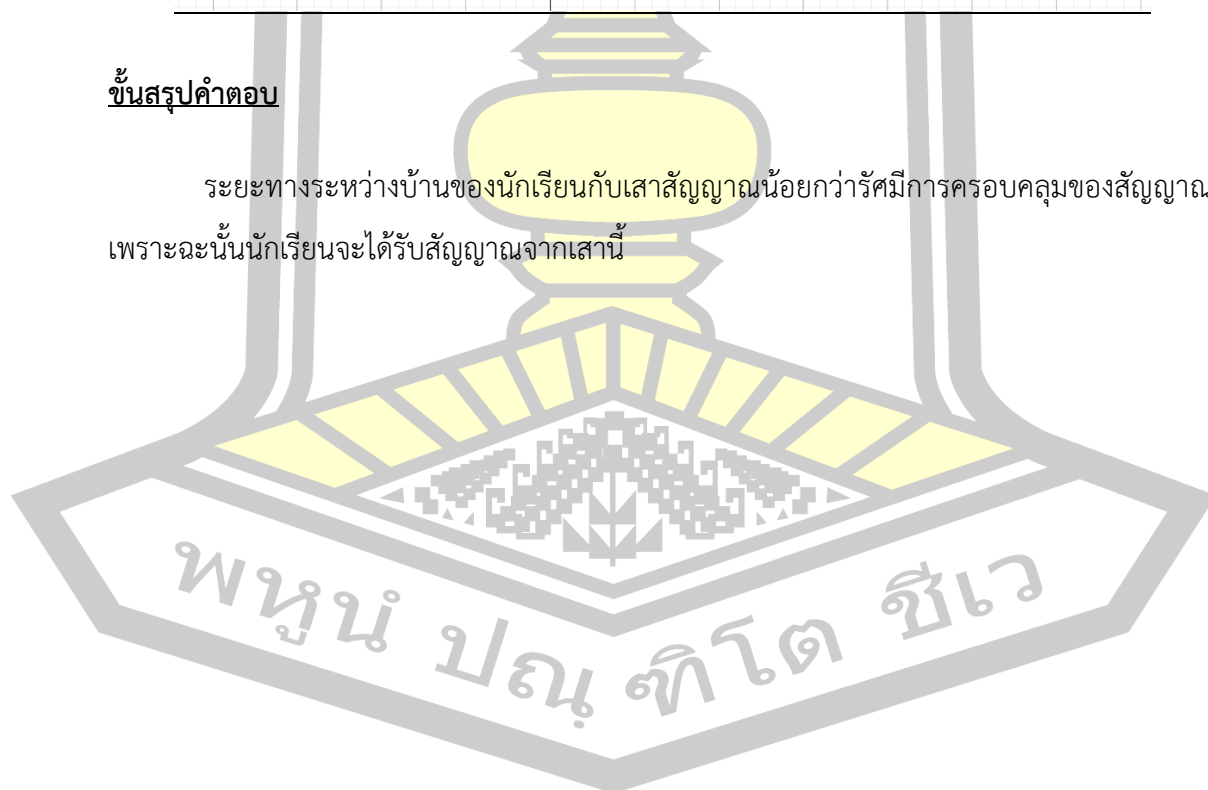 ขั้นสรุปคำตอบ
ระยะทางระหว่างบ้านของนักเรียนกับเสาสัญญาณน้อยกว่ารัศมีการครอบคลุมของสัญญาณ
เพราะฉะนั้นนักเรียนจะได้รับสัญญาณจากเสานี้
พหูนํ ปณฺฑิโต ชีเว